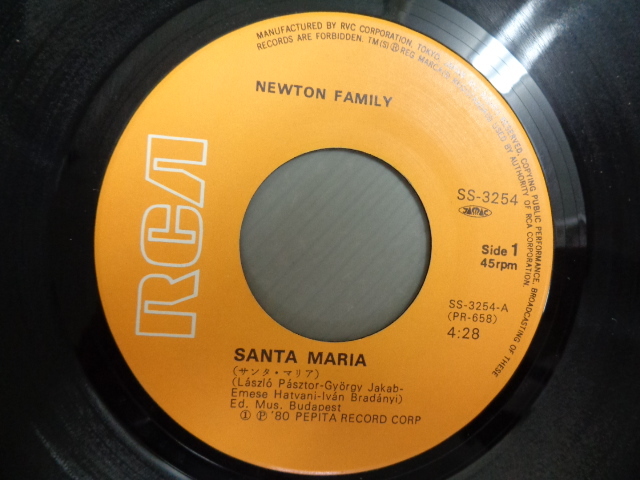 MANUFACTURED BY RVC CORPORATION, TOKYO,
RECORDS ARE FORBIDDEN. TM(S)® REG
RESERVED. COPYING PUBLIC PERFORMANCE, BROADCASTING OF THESE
USED BY AUTHORITY OF RCA CORPORATION.
NEWTON FAMILY
RCA
SS-3254
Side 1
45rpm
SS-3254-A
(PR-658)
4:28
SANTA MARIA
(サンタ・マリア)
(László Pásztor-György Jakab-
Emese Hatvani-Iván Bradányi)
Ed. Mus. Budapest
① Ⓟ '80 PEPITA RECORD CORP